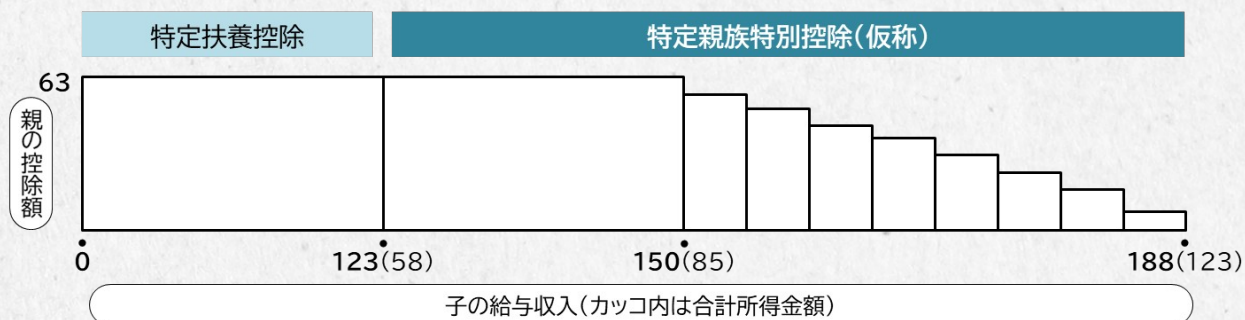 特定扶養控除
特定親族特別控除(仮称)
63
親の控除額
0
123(58)
150(85)
188(123)
子の給与収入(カッコ内は合計所得金額)